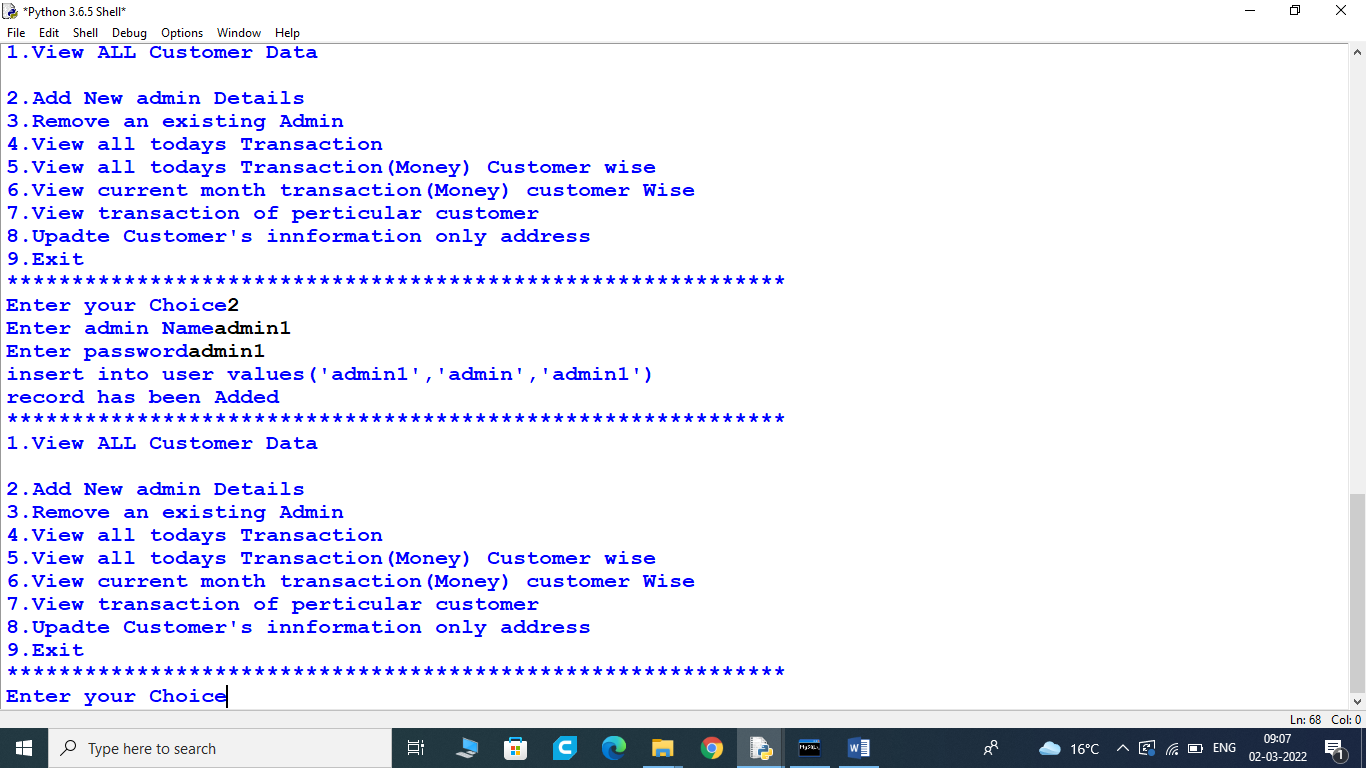 *Python 3.6.5 Shell*
File Edit Shell Debug Options Window Help
1.View ALL Customer Data
2.Add New admin Details
3.Remove an existing Admin
4.View all todays Transaction
5.View all todays Transaction(Money) Customer wise
6.View current month transaction(Money) customer Wise
7.View transaction of perticular customer
8.Upadte Customer's innformation only address
9.Exit
************************************************************
Enter your Choice2
Enter admin Nameadmin1
Enter passwordadmin1
insert into user values('admin1','admin','admin1')
record has been Added
************************************************************
1.View ALL Customer Data
2.Add New admin Details
3.Remove an existing Admin
4.View all todays Transaction
5.View all todays Transaction(Money) Customer wise
6.View current month transaction(Money) customer Wise
7.View transaction of perticular customer
8.Upadte Customer's innformation only address
9.Exit
************************************************************
Enter your Choice
Ln: 68 Col: 0
Type here to search
MySQL
16°C
ENG
09:07
02-03-2022
1